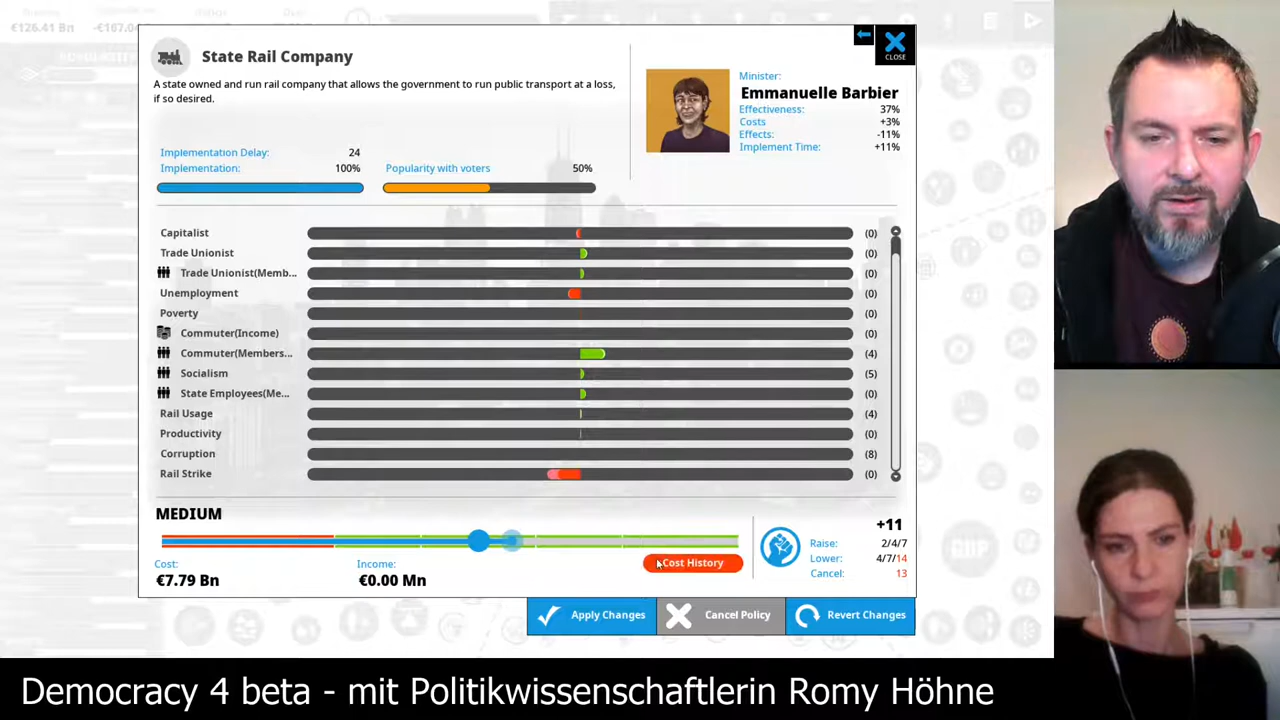 €126.41 Bn
State Rail Company
A state owned and run rail company that allows the government to run public transport at a loss,
if so desired.
Minister:
Emmanuelle Barbier
Effectiveness: 37%
Costs +3%
Effects: -11%
Implement Time: +11%
CLOSE
Implementation Delay: 24
Implementation: 100%
Popularity with voters 50%
Capitalist (0)
Trade Unionist (0)
Trade Unionist(Memb... (0)
Unemployment (0)
Poverty (0)
Commuter(Income) (0)
Commuter(Members... (4)
Socialism (5)
State Employees(Me... (0)
Rail Usage (4)
Productivity (0)
Corruption (8)
Rail Strike (0)
MEDIUM
Cost:
€7.79 Bn
Income:
€0.00 Mn
Cost History
+11
Raise: 2/4/7
Lower: 4/7/14
Cancel: 13
GDP
Apply Changes
Cancel Policy
Revert Changes
Democracy 4 beta - mit Politikwissenschaftlerin Romy Höhne